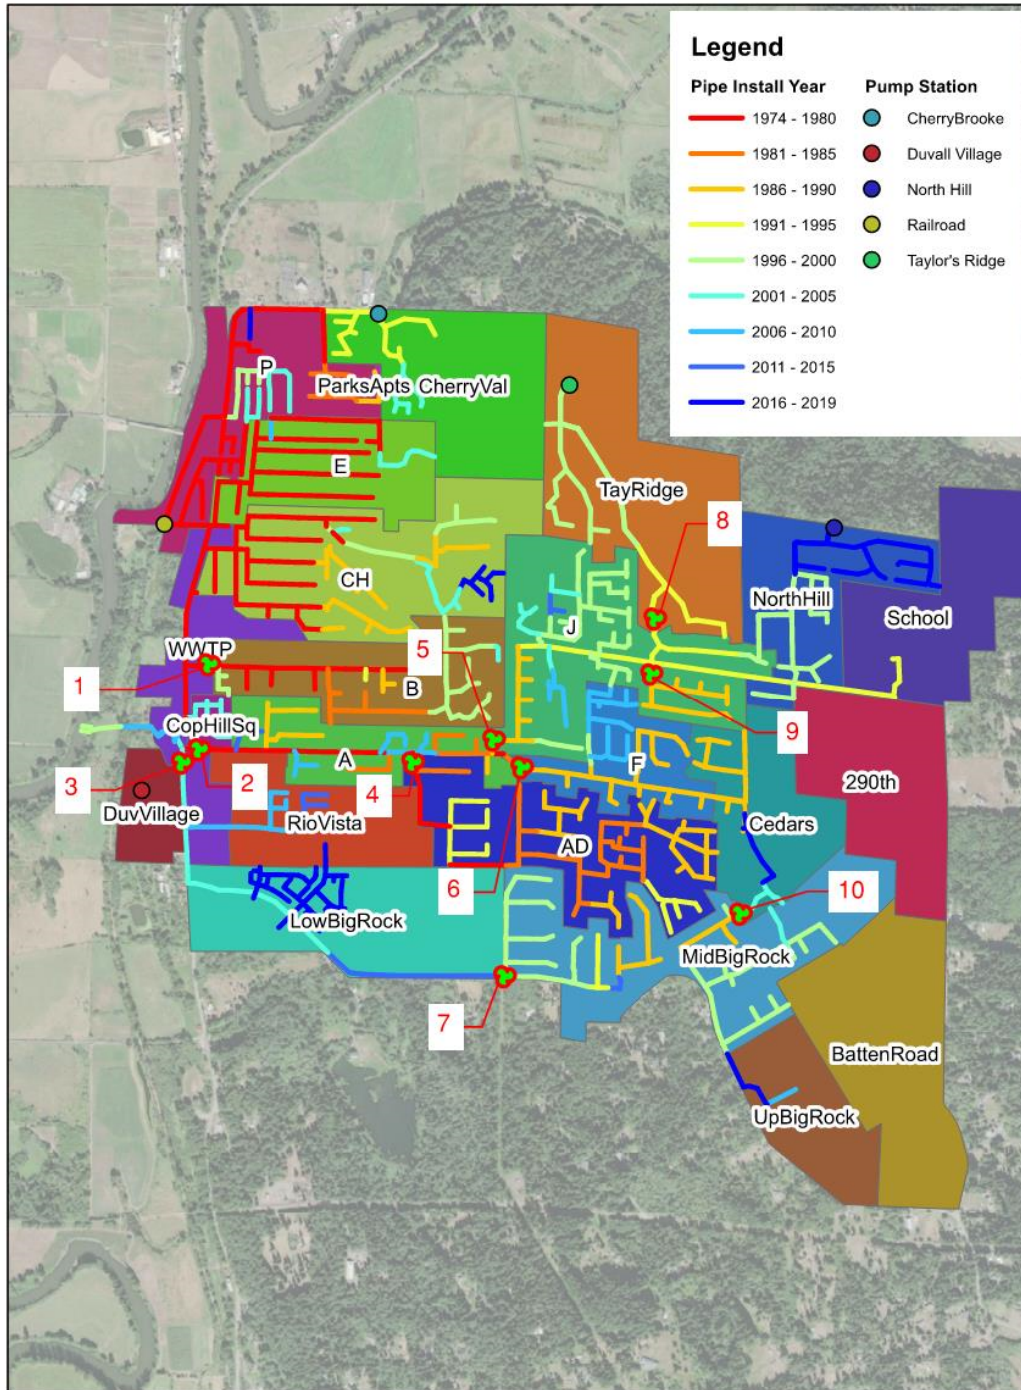 Legend
Pipe Install Year
Pump Station
1974 - 1980
CherryBrooke
1981 - 1985
Duvall Village
1986 - 1990
North Hill
1991 - 1995
Railroad
1996 - 2000
Taylor's Ridge
2001 - 2005
2006 - 2010
2011 - 2015
2016 - 2019
P
ParksApts
CherryVal
E
TayRidge
8
CH
NorthHill
School
J
WWTP
5
1
B
9
CopHillSq
A
F
290th
3
2
4
DuvVillage
RioVista
Cedars
AD
6
10
LowBigRock
MidBigRock
7
BattenRoad
UpBigRock